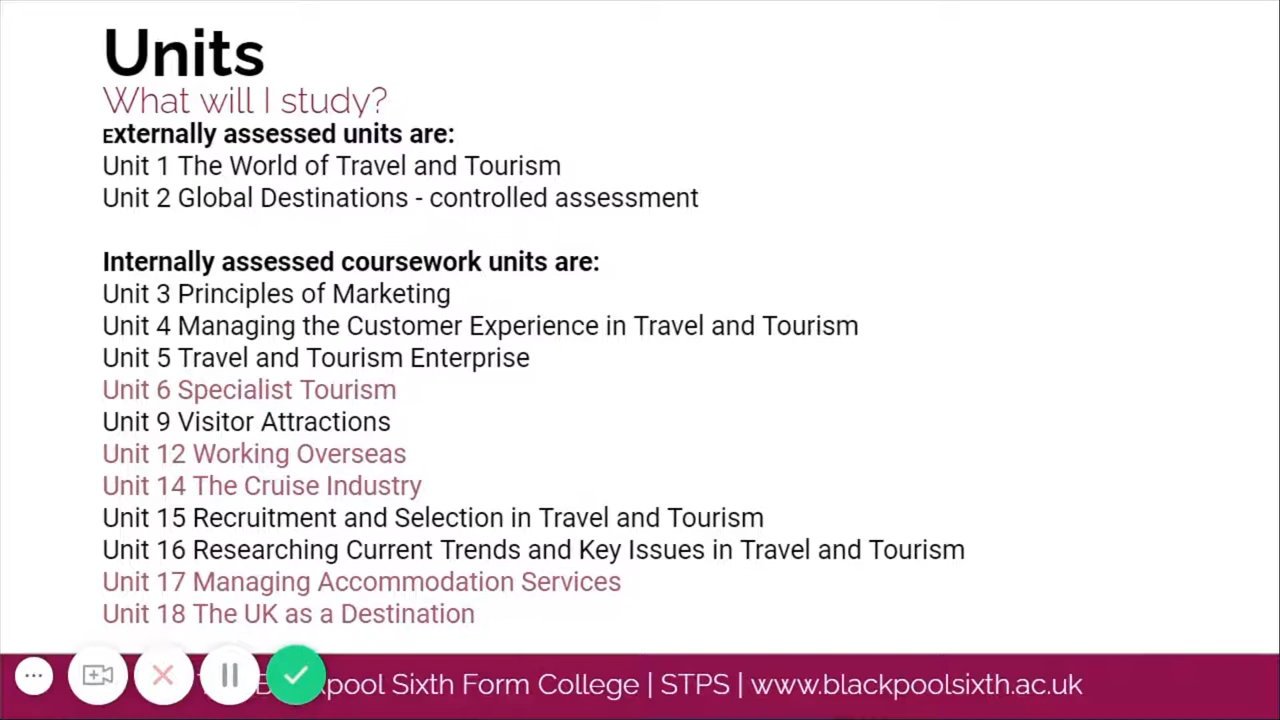 Units
What will I study?
Externally assessed units are:
Unit 1 The World of Travel and Tourism
Unit 2 Global Destinations - controlled assessment
Internally assessed coursework units are:
Unit 3 Principles of Marketing
Unit 4 Managing the Customer Experience in Travel and Tourism
Unit 5 Travel and Tourism Enterprise
Unit 6 Specialist Tourism
Unit 9 Visitor Attractions
Unit 12 Working Overseas
Unit 14 The Cruise Industry
Unit 15 Recruitment and Selection in Travel and Tourism
Unit 16 Researching Current Trends and Key Issues in Travel and Tourism
Unit 17 Managing Accommodation Services
Unit 18 The UK as a Destination
Sixth Form College | STPS | www.blackpoolsixth.ac.uk